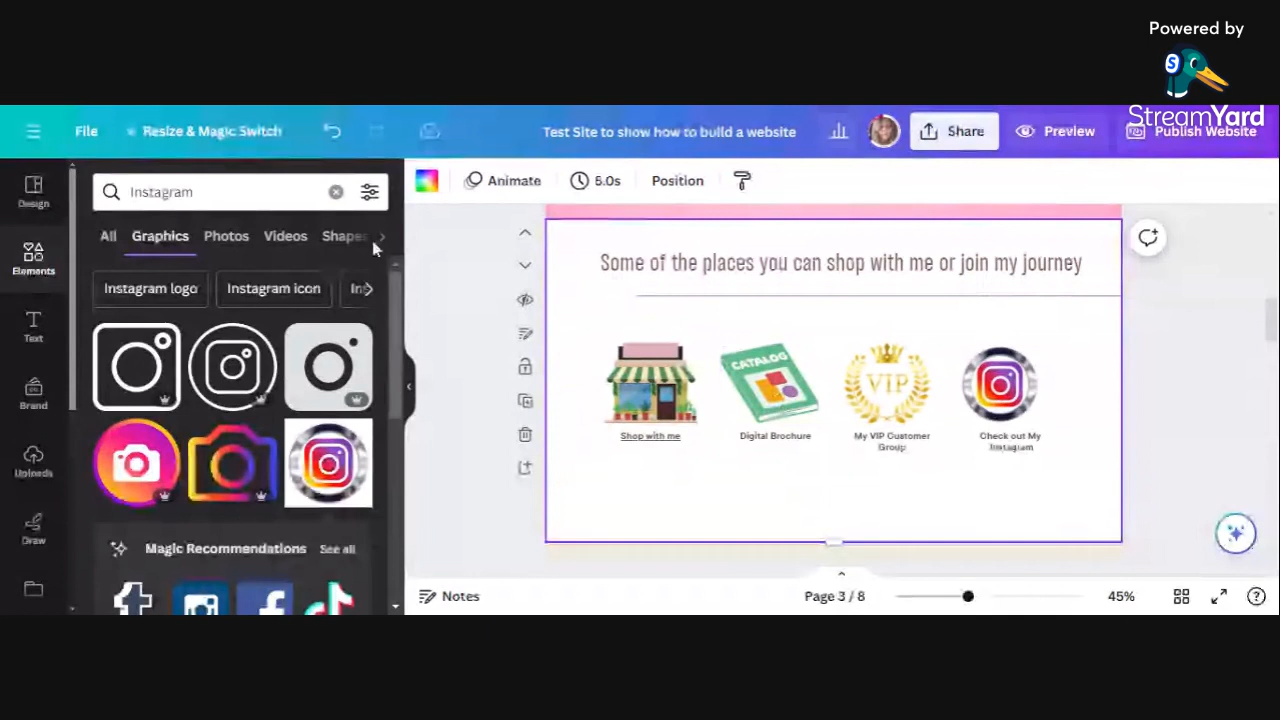 Powered by
S
StreamYard
File
Resize & Magic Switch
Test Site to show how to build a website
Share
Preview
Publish Website
Design
Elements
Text
Brand
Uploads
Draw
Instagram
All Graphics Photos Videos Shapes
Instagram logo
Instagram icon
Ins
Magic Recommendations
See all
Animate
5.0s
Position
Some of the places you can shop with me or join my journey
CATALOG
VIP
Shop with me
Digital Brochure
My VIP Customer
Group
Check out My
Instagram
Notes
Page 3 / 8
45%